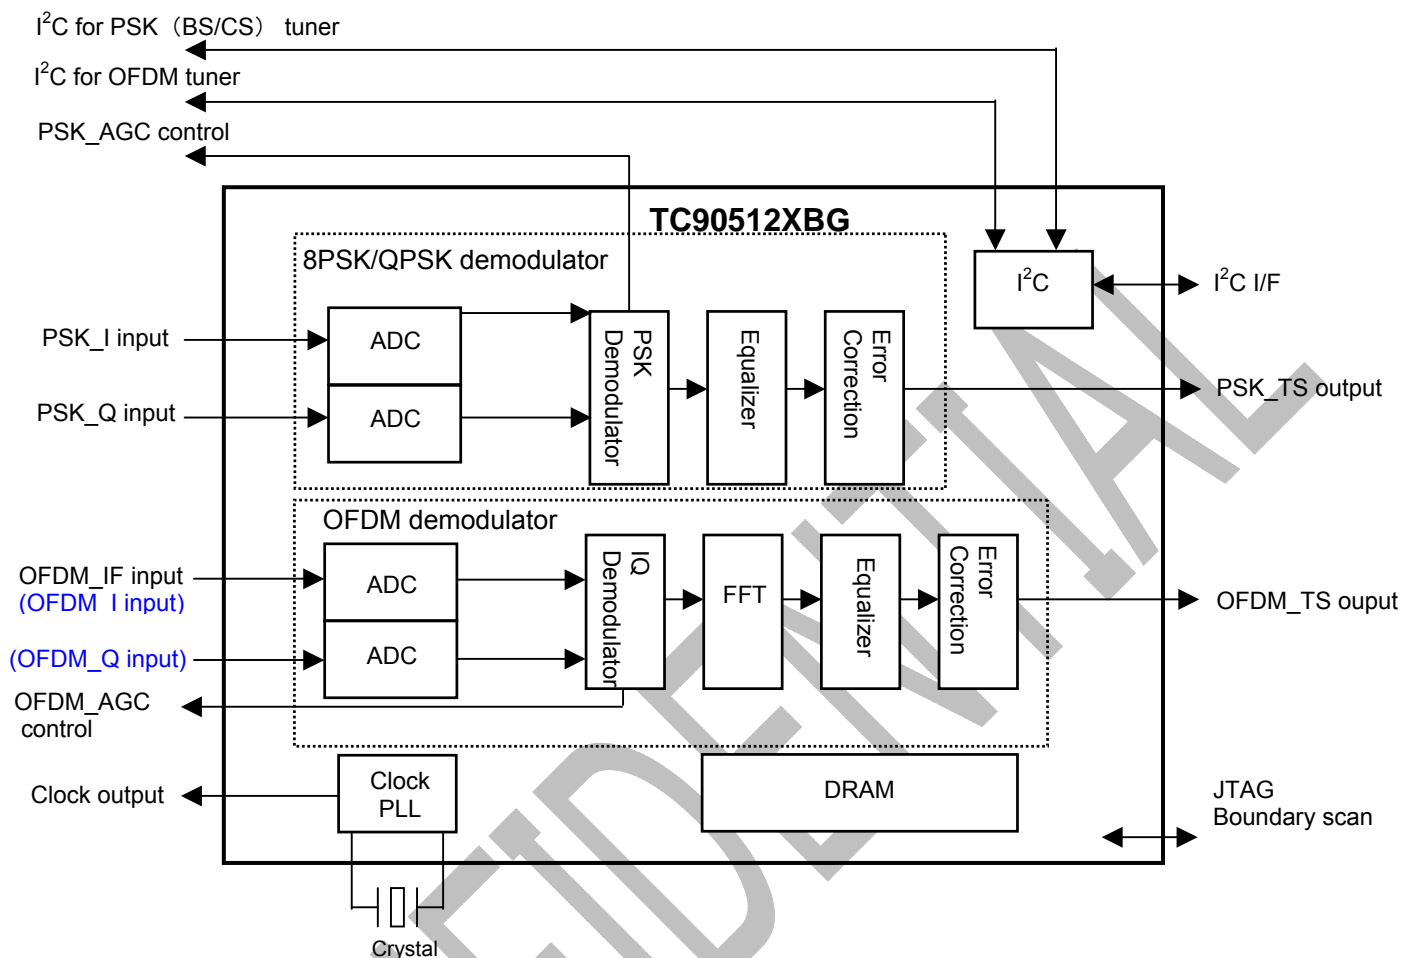 I²C for PSK（BS/CS） tuner
I²C for OFDM tuner
PSK_AGC control
TC90512XBG
8PSK/QPSK demodulator
I²C
I²C I/F
PSK_I input
ADC
PSK
Demodulator
Equalizer
Error
Correction
PSK_Q input
ADC
PSK_TS output
OFDM demodulator
OFDM_IF input
(OFDM_I input)
ADC
IQ
Demodulator
FFT
Equalizer
Error
Correction
OFDM_TS ouput
(OFDM_Q input)
ADC
OFDM_AGC
control
Clock output
Clock
PLL
DRAM
JTAG
Boundary scan
Crystal
FIDENTIAL